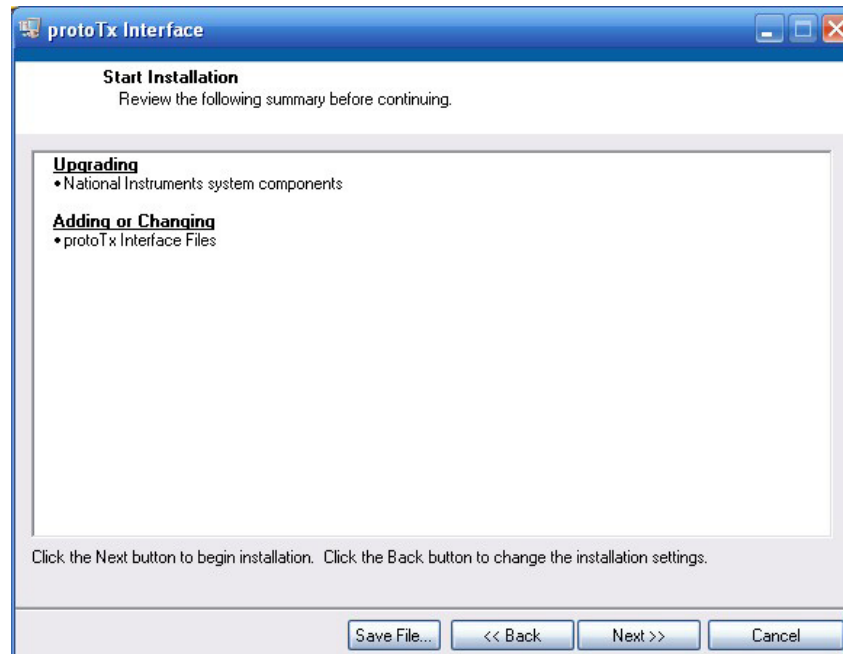 protoTx Interface
Start Installation
Review the following summary before continuing.
Upgrading
• National Instruments system components
Adding or Changing
• protoTx Interface Files
Click the Next button to begin installation.  Click the Back button to change the installation settings.
Save File... << Back Next >> Cancel